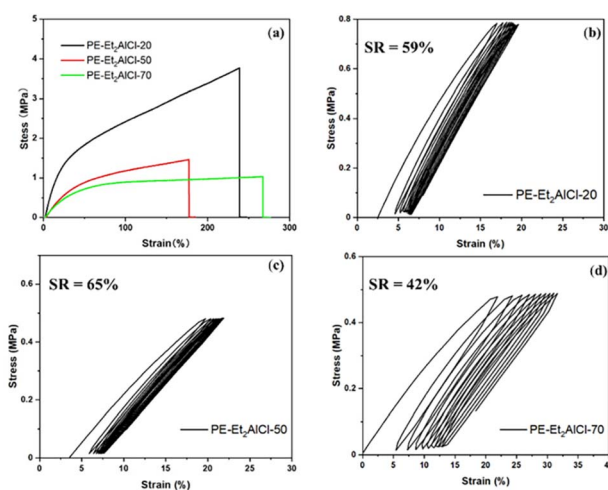 (a)
PE-Et₂AlCl-20
PE-Et₂AlCl-50
PE-Et₂AlCl-70
Stess (MPa)
5
4
3
2
1
0
0 100 200 300
Strain(%)
(b)
SR = 59%
PE-Et₂AlCl-20
Stress (MPa)
0.8
0.6
0.4
0.2
0
0 5 10 15 20 25 30
Strain (%)
(c)
SR = 65%
PE-Et₂AlCl-50
Stress (MPa)
0.6
0.4
0.2
0
0 5 10 15 20 25 30
Strain (%)
(d)
SR = 42%
PE-Et₂AlCl-70
Stress (MPa)
0.6
0.4
0.2
0
0 5 10 15 20 25 30 35 40
Strain (%)